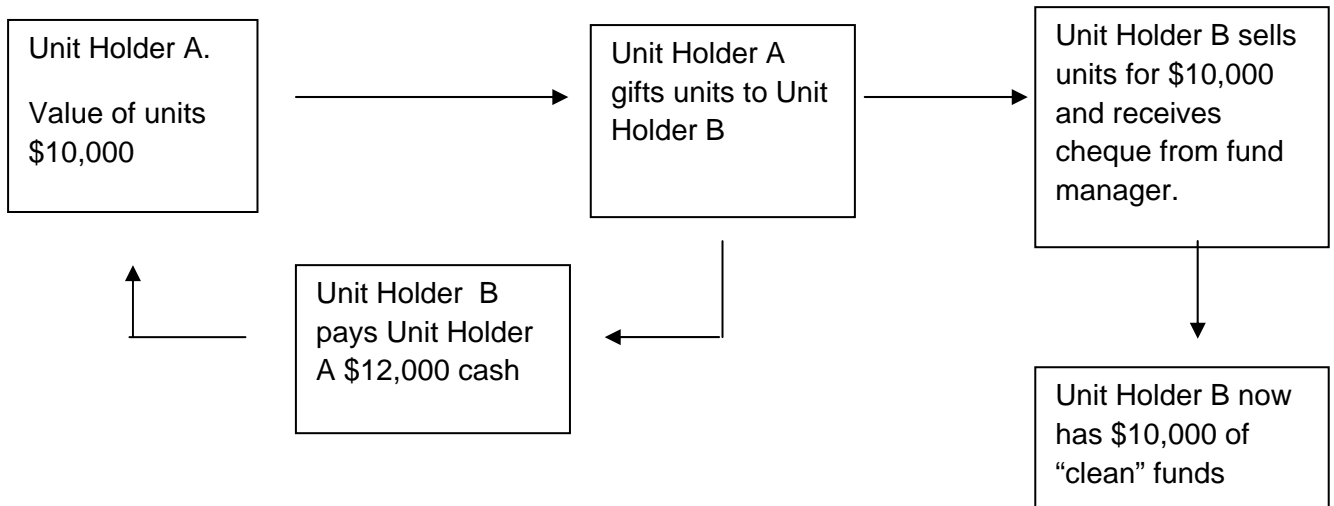 Unit Holder A.
Value of units
$10,000
Unit Holder A
gifts units to Unit
Holder B
Unit Holder B sells
units for $10,000
and receives
cheque from fund
manager.
Unit Holder B
pays Unit Holder
A $12,000 cash
Unit Holder B now
has $10,000 of
“clean” funds